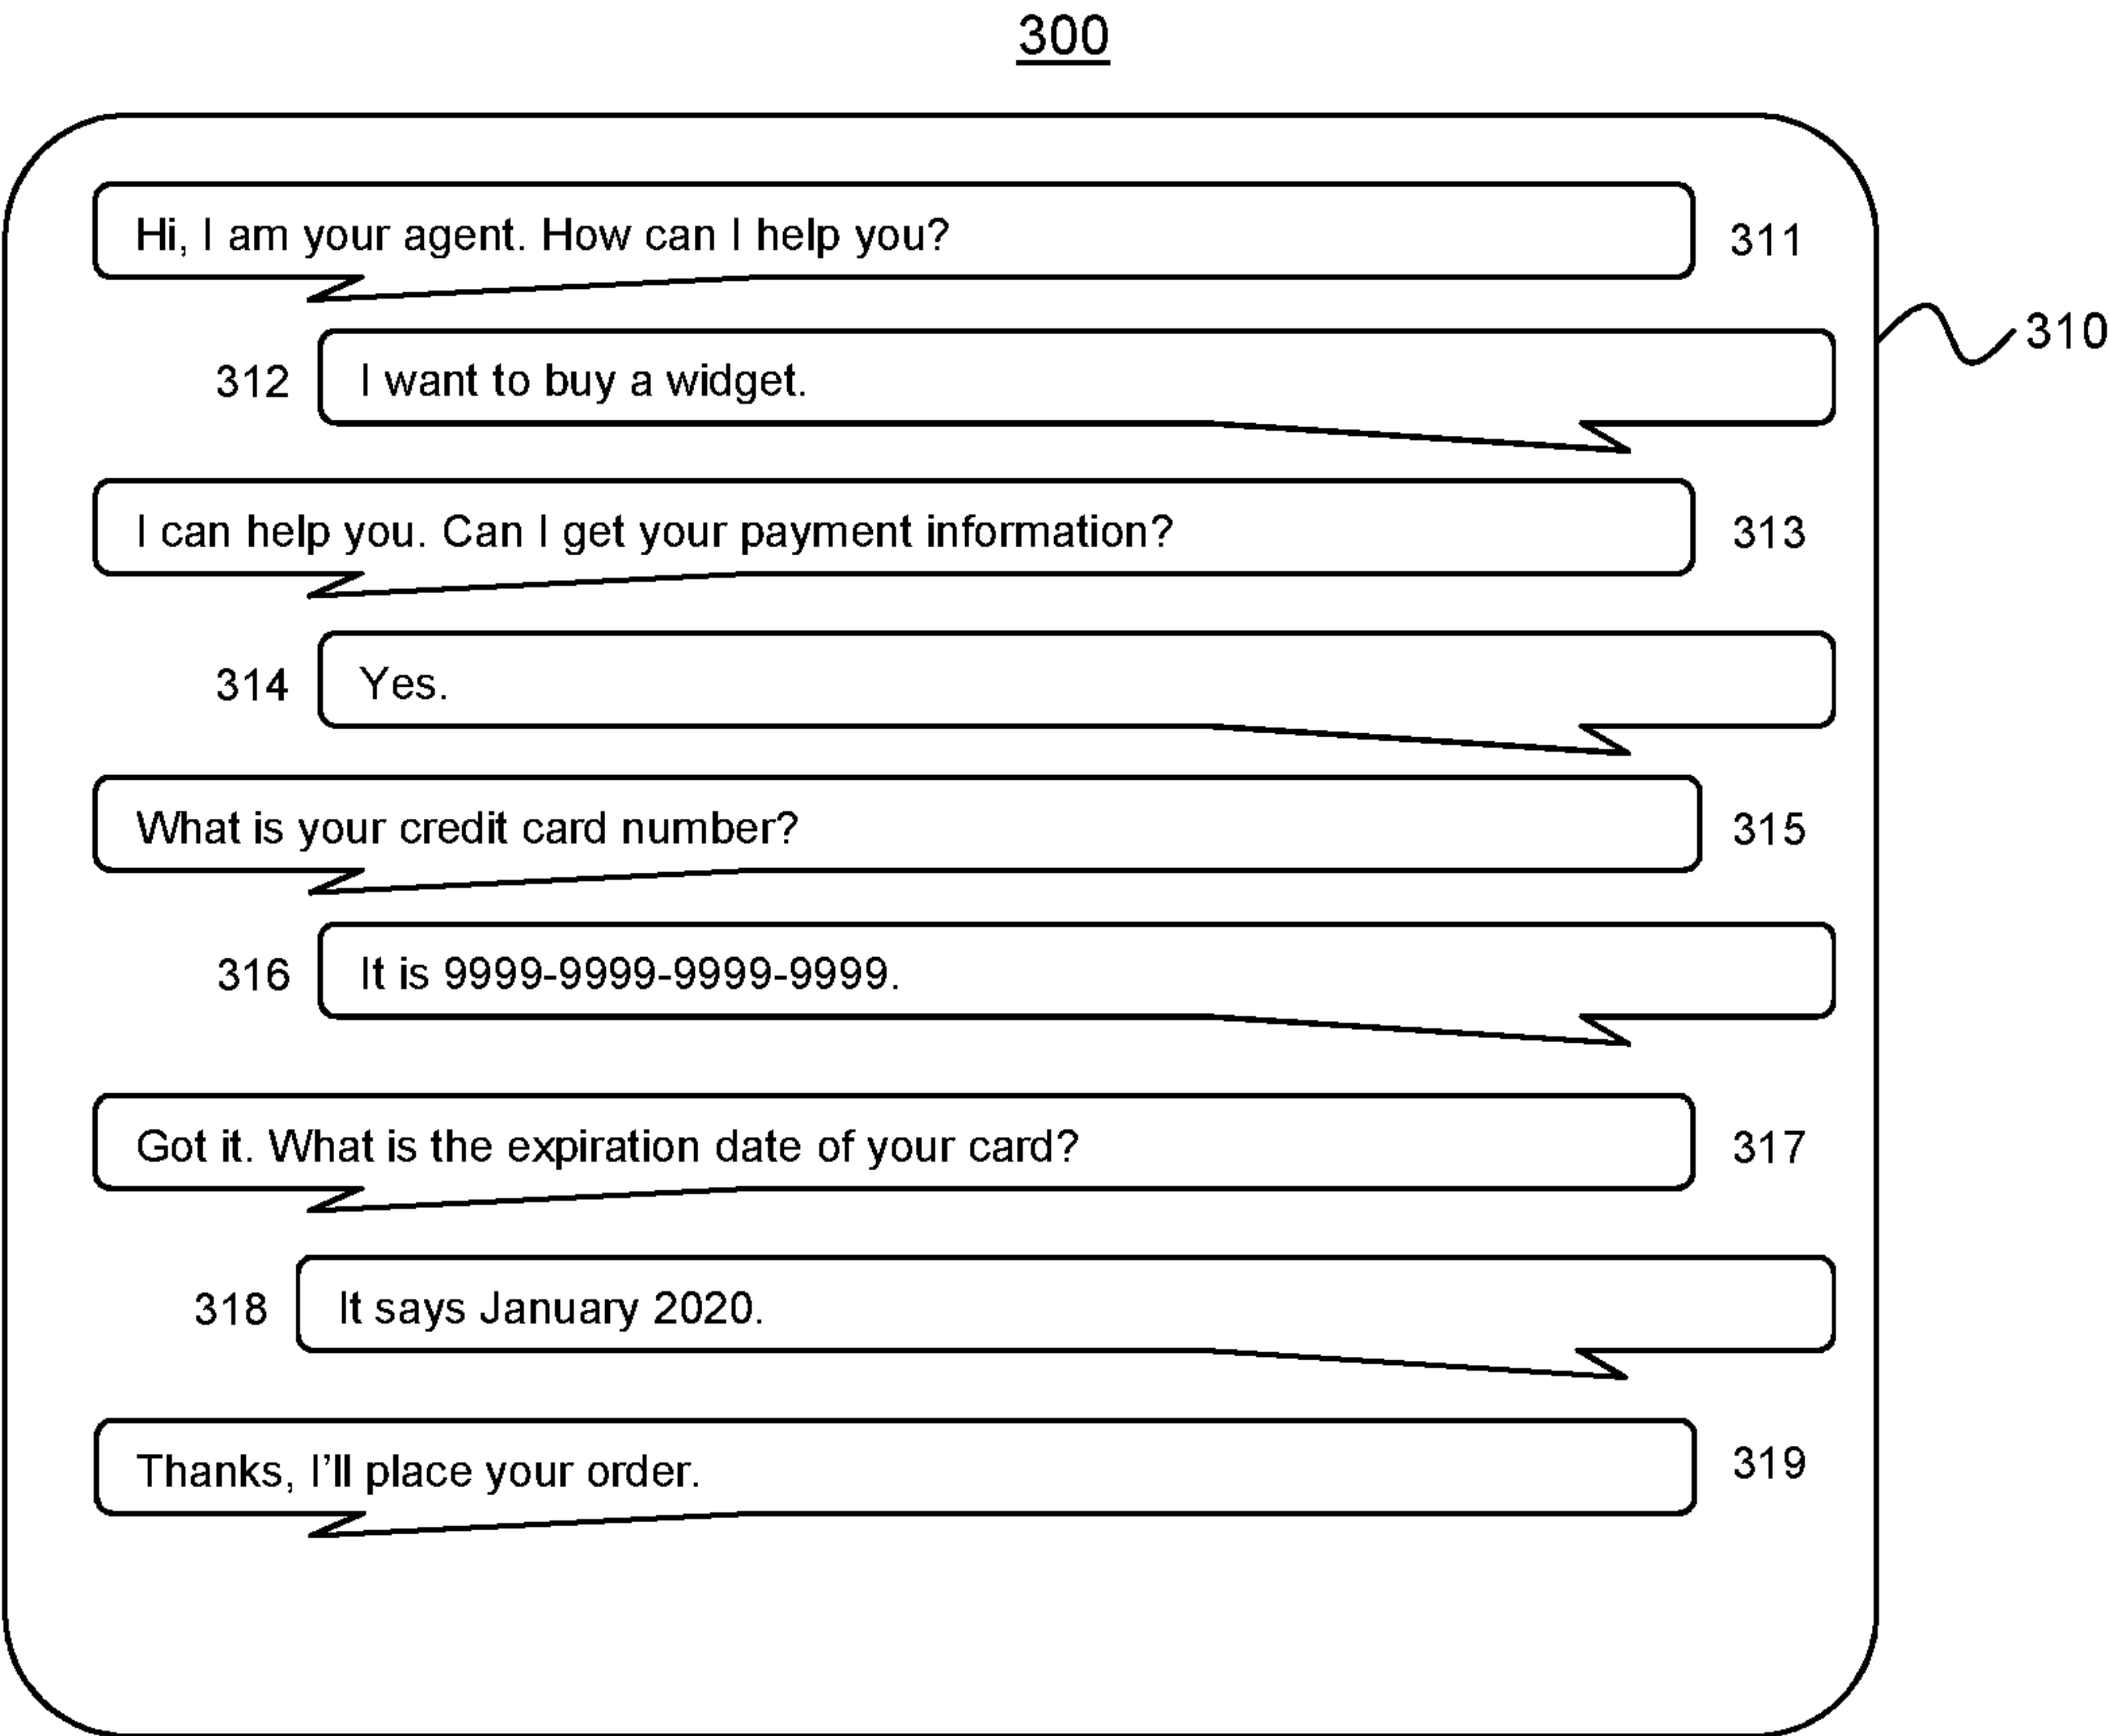 300
Hi, I am your agent. How can I help you? 311
310
312 I want to buy a widget.
I can help you. Can I get your payment information? 313
314 Yes.
What is your credit card number? 315
316 It is 9999-9999-9999-9999.
Got it. What is the expiration date of your card? 317
318 It says January 2020.
Thanks, I’ll place your order. 319